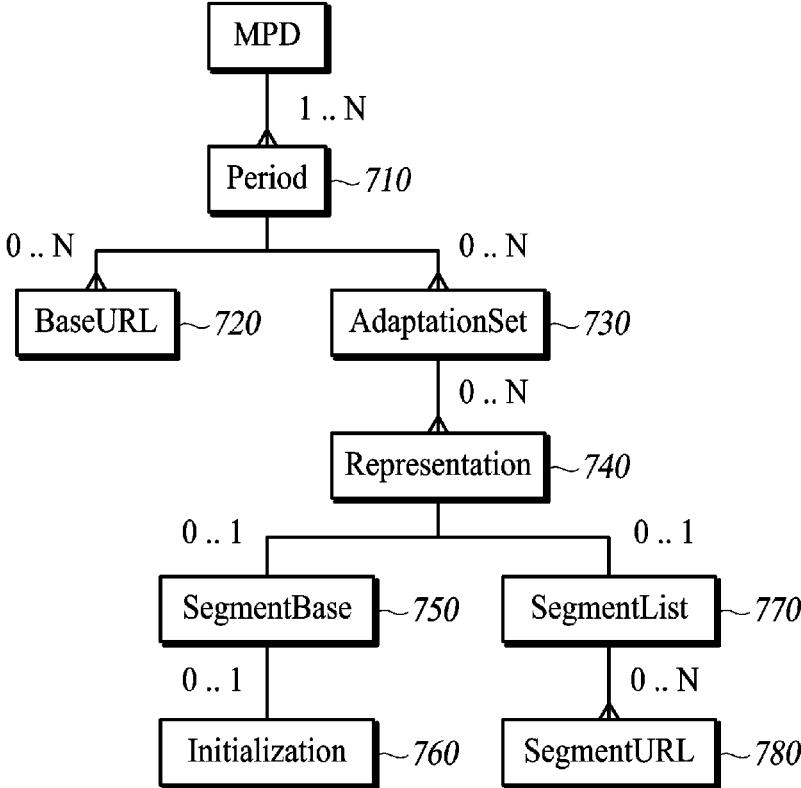 MPD
1 .. N
Period 710
0 .. N 0 .. N
BaseURL 720 AdaptationSet 730
0 .. N
Representation 740
0 .. 1 0 .. 1
SegmentBase 750 SegmentList 770
0 .. 1 0 .. N
Initialization 760 SegmentURL 780